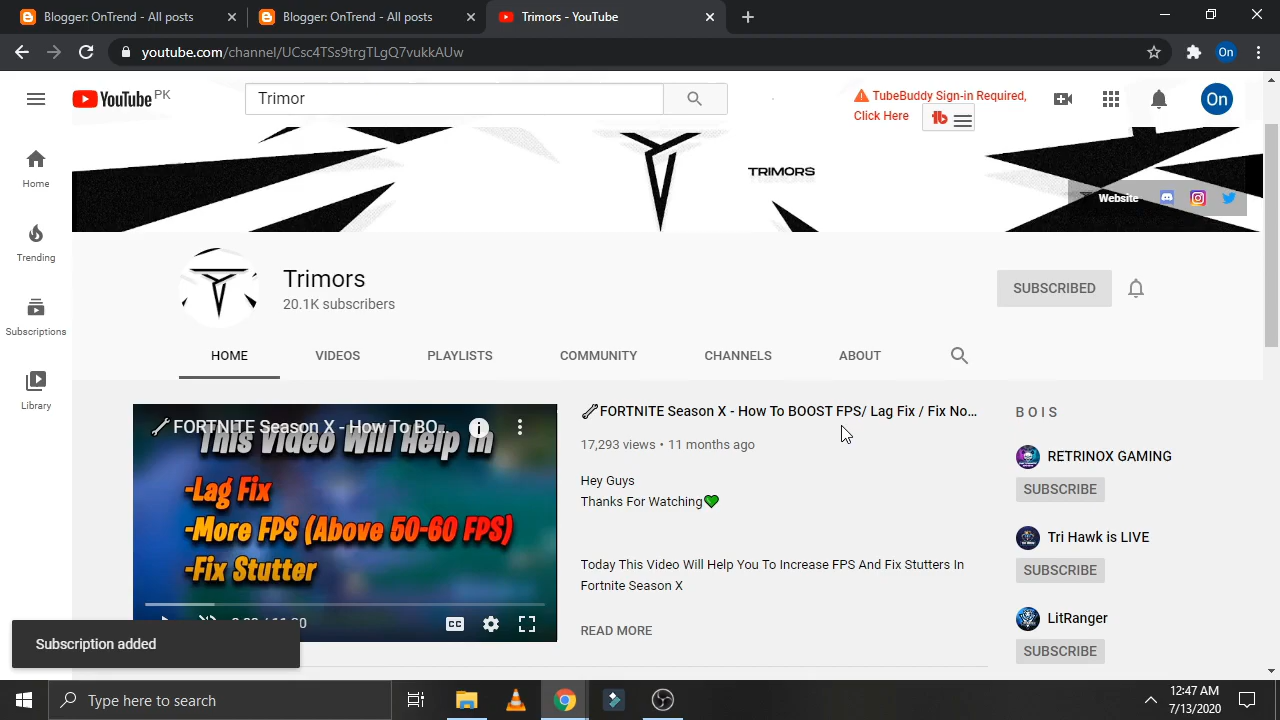 Blogger: OnTrend - All posts
Blogger: OnTrend - All posts
Trimors - YouTube
youtube.com/channel/UCsc4TSs9trgTLgQ7vukkAUw
On
YouTube PK
Trimor
TubeBuddy Sign-in Required,
Click Here
tb
On
TRIMORS
Website
Home
Trending
Subscriptions
Library
Trimors
20.1K subscribers
SUBSCRIBED
HOME
VIDEOS
PLAYLISTS
COMMUNITY
CHANNELS
ABOUT
FORTNITE Season X - How To BO...
This Video Will Help In
-Lag Fix
-More FPS (Above 50-60 FPS)
-Fix Stutter
FORTNITE Season X - How To BOOST FPS/ Lag Fix / Fix No...
17,293 views • 11 months ago
Hey Guys
Thanks For Watching💚
Today This Video Will Help You To Increase FPS And Fix Stutters In
Fortnite Season X
READ MORE
B O I S
RETRINOX GAMING
SUBSCRIBE
Tri Hawk is LIVE
SUBSCRIBE
LitRanger
SUBSCRIBE
Subscription added
Type here to search
12:47 AM
7/13/2020